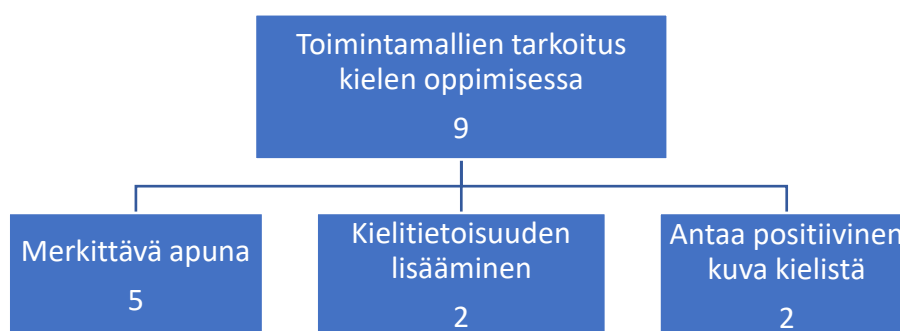 Toimintamallien tarkoitus
kielen oppimisessa
9
Merkittävä apuna
5
Kielitietoisuuden
lisääminen
2
Antaa positiivinen
kuva kielistä
2